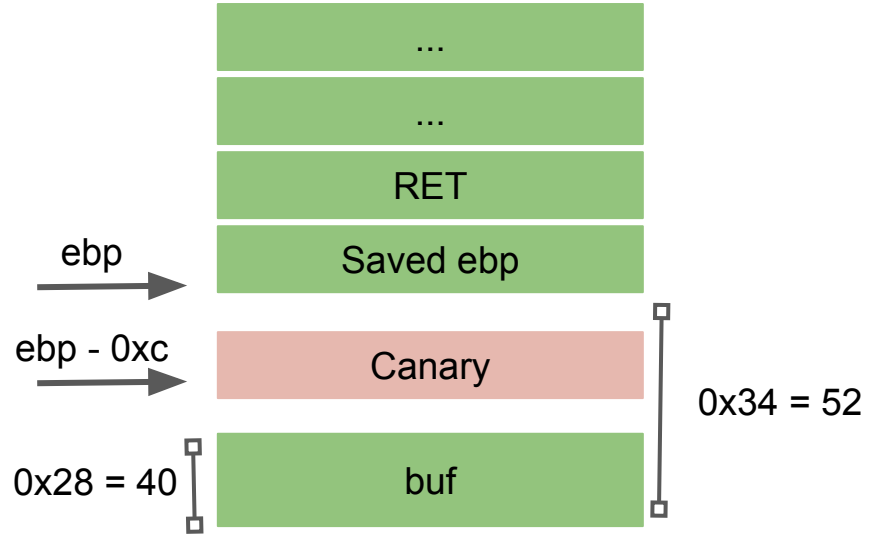 ...
...
RET
ebp
Saved ebp
ebp - 0xc
Canary
0x34 = 52
0x28 = 40
buf